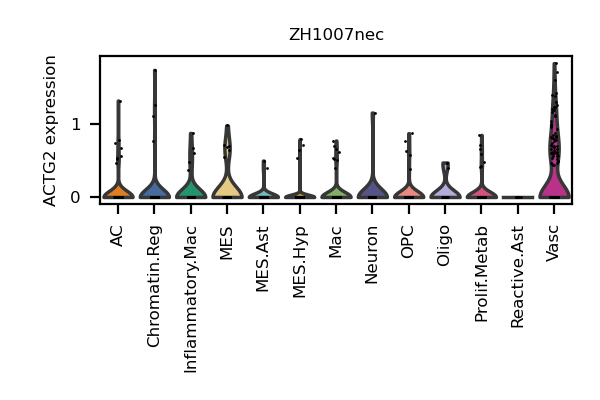 ZH1007nec
ACTG2 expression
1
0
AC
Chromatin.Reg
Inflammatory.Mac
MES
MES.Ast
MES.Hyp
Mac
Neuron
OPC
Oligo
Prolif.Metab
Reactive.Ast
Vasc